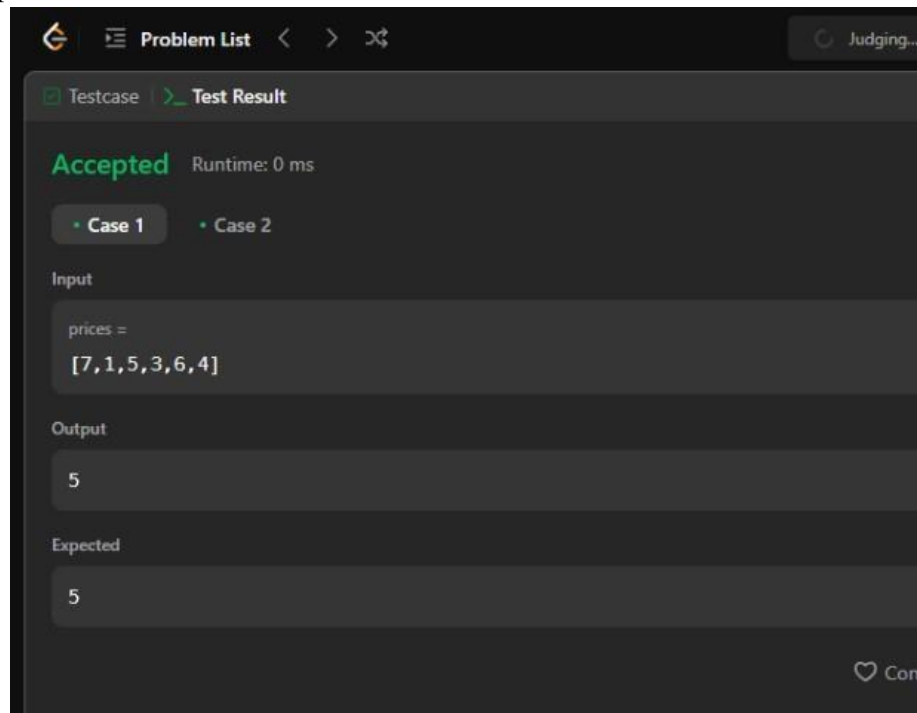 Problem List
Judging...
Testcase
Test Result
Accepted Runtime: 0 ms
Case 1 Case 2
Input
prices =
[7,1,5,3,6,4]
Output
5
Expected
5